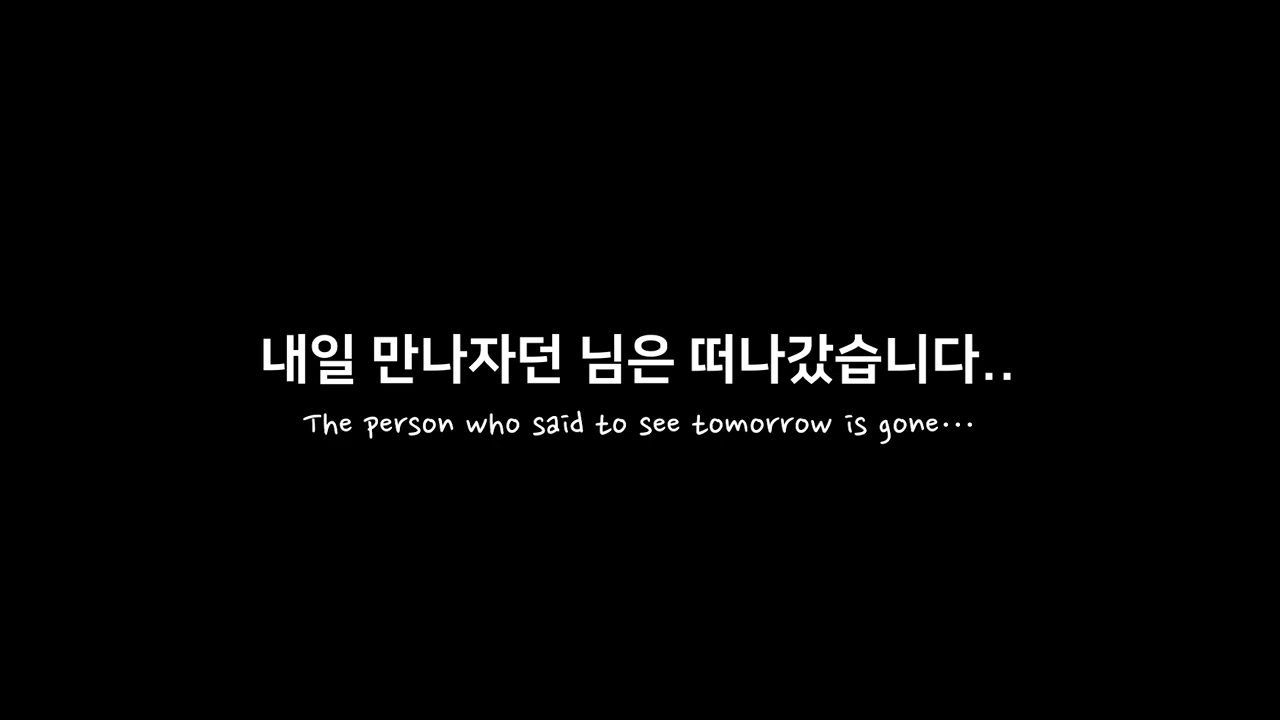 내일 만나자던 님은 떠나갔습니다..
The person who said to see tomorrow is gone···